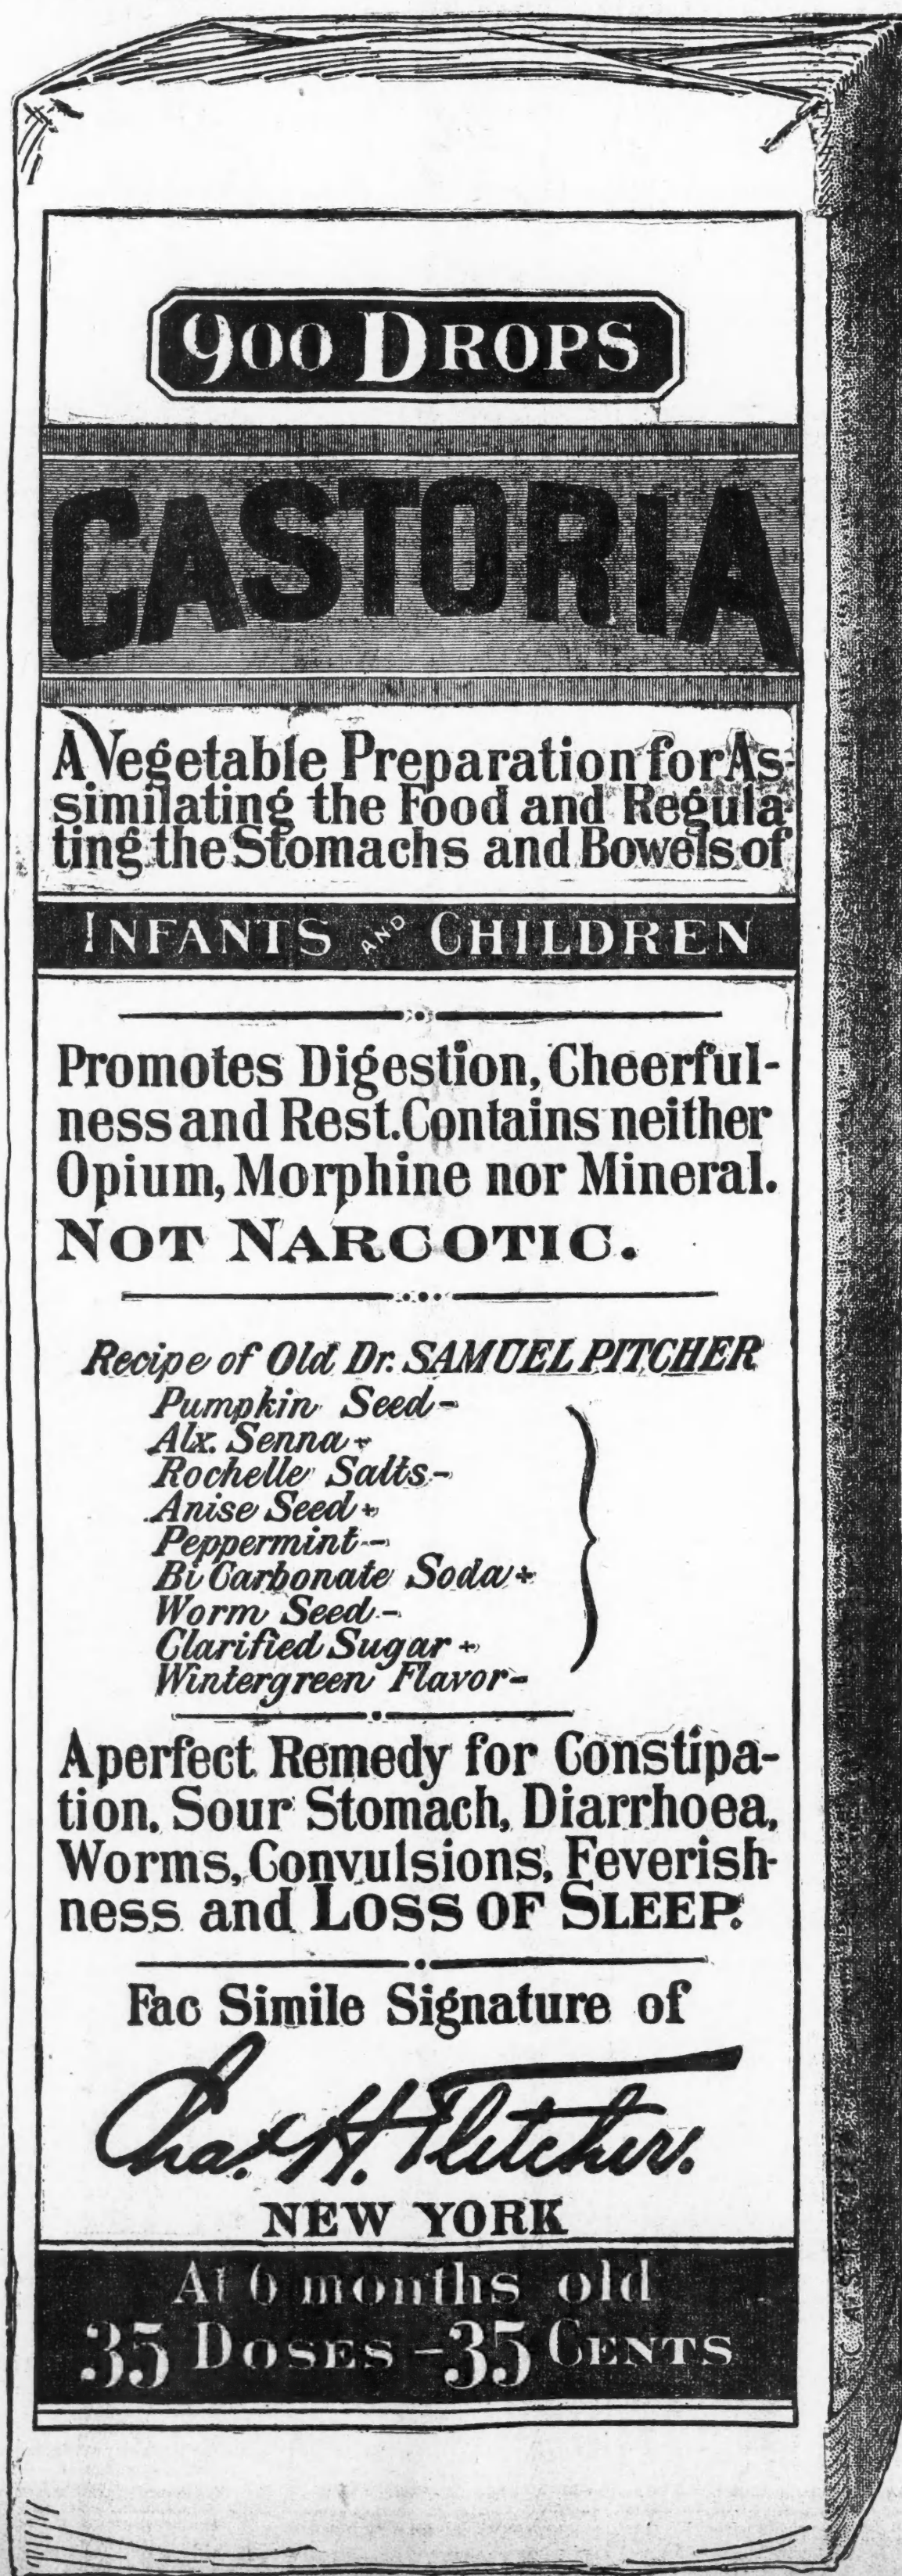 900 DROPS
CASTORIA
A Vegetable Preparation for As-
similating the Food and Regula-
ting the Stomachs and Bowels of
INFANTS AND CHILDREN
Promotes Digestion, Cheerful-
ness and Rest. Contains neither
Opium, Morphine nor Mineral.
NOT NARCOTIC.
Recipe of Old Dr. SAMUEL PITCHER
Pumpkin Seed -
Alx. Senna +
Rochelle Salts -
Anise Seed +
Peppermint -
Bi Carbonate Soda +
Worm Seed -
Clarified Sugar +
Wintergreen Flavor -
A perfect Remedy for Constipa-
tion, Sour Stomach, Diarrhoea,
Worms, Convulsions, Feverish-
ness and LOSS OF SLEEP.
Fac Simile Signature of
Chas. H. Fletcher.
NEW YORK
At 6 months old
35 DOSES - 35 CENTS